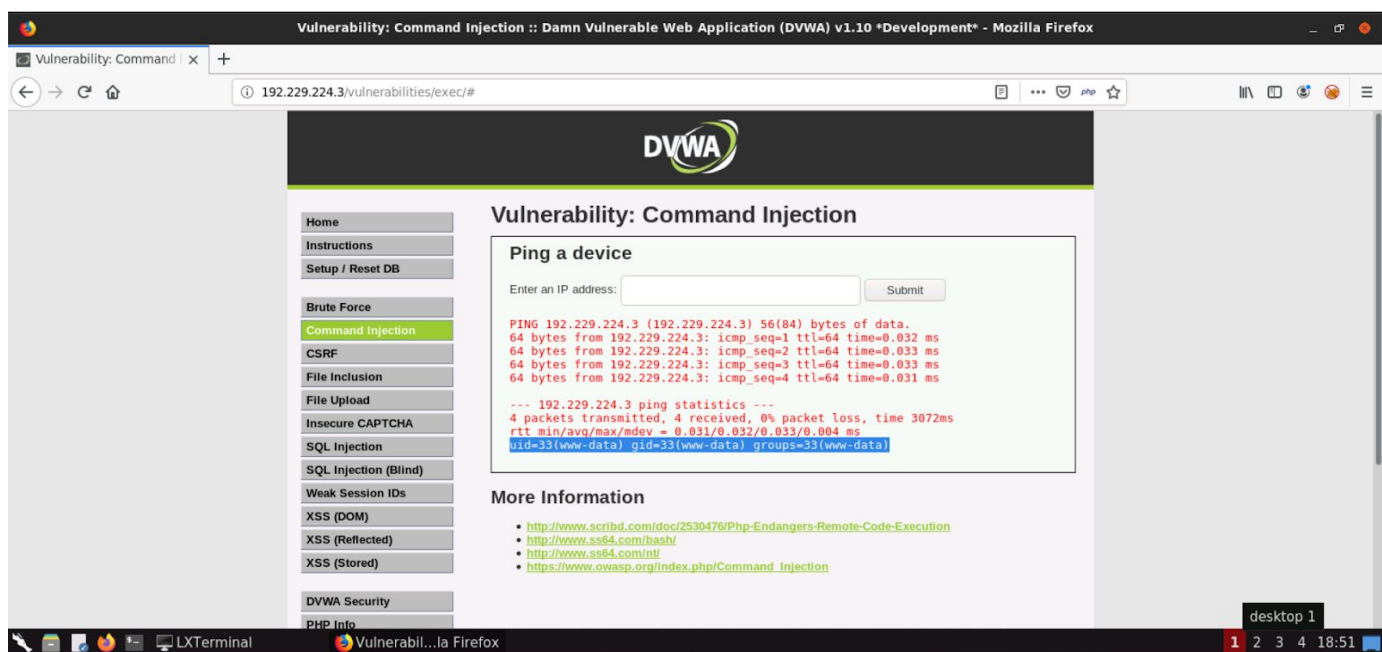 Vulnerability: Command Injection :: Damn Vulnerable Web Application (DVWA) v1.10 *Development* - Mozilla Firefox
Vulnerability: Command I
192.229.224.3/vulnerabilities/exec/#
php
DVWA
Home
Instructions
Setup / Reset DB
Brute Force
Command Injection
CSRF
File Inclusion
File Upload
Insecure CAPTCHA
SQL Injection
SQL Injection (Blind)
Weak Session IDs
XSS (DOM)
XSS (Reflected)
XSS (Stored)
DVWA Security
PHP Info
Vulnerability: Command Injection
Ping a device
Enter an IP address:
Submit
PING 192.229.224.3 (192.229.224.3) 56(84) bytes of data.
64 bytes from 192.229.224.3: icmp_seq=1 ttl=64 time=0.032 ms
64 bytes from 192.229.224.3: icmp_seq=2 ttl=64 time=0.033 ms
64 bytes from 192.229.224.3: icmp_seq=3 ttl=64 time=0.033 ms
64 bytes from 192.229.224.3: icmp_seq=4 ttl=64 time=0.031 ms
--- 192.229.224.3 ping statistics ---
4 packets transmitted, 4 received, 0% packet loss, time 3072ms
rtt min/avg/max/mdev = 0.031/0.032/0.033/0.004 ms
uid=33(www-data) gid=33(www-data) groups=33(www-data)
More Information
http://www.scribd.com/doc/2530476/Php-Endangers-Remote-Code-Execution
http://www.ss64.com/bash/
http://www.ss64.com/nt/
https://www.owasp.org/index.php/Command_Injection
desktop 1
LXTerminal
Vulnerabil...la Firefox
1 2 3 4 18:51